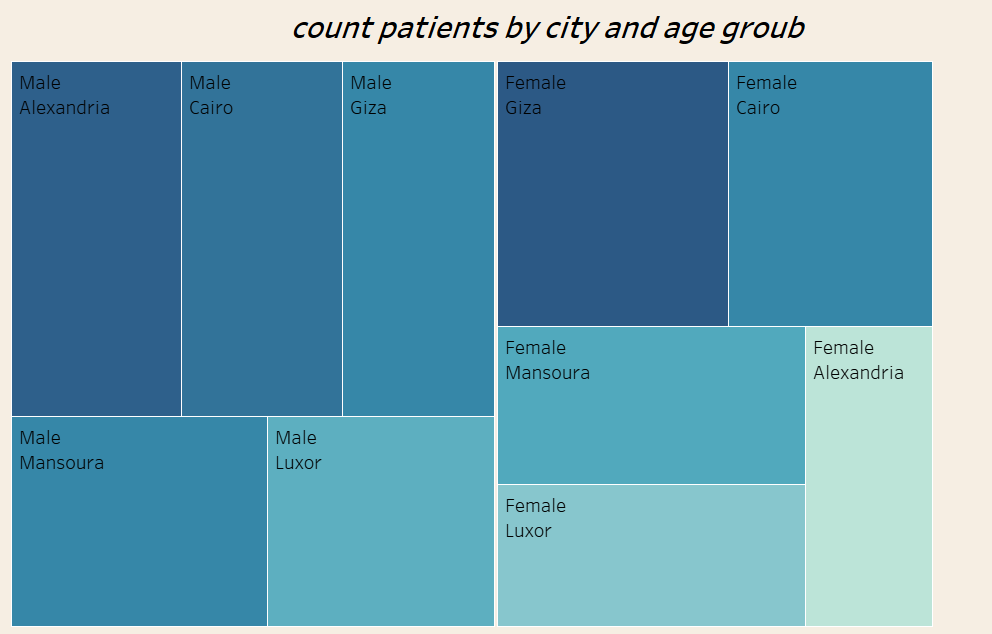 count patients by city and age groub
Male
Alexandria
Male
Cairo
Male
Giza
Female
Giza
Female
Cairo
Female
Mansoura
Female
Alexandria
Male
Mansoura
Male
Luxor
Female
Luxor